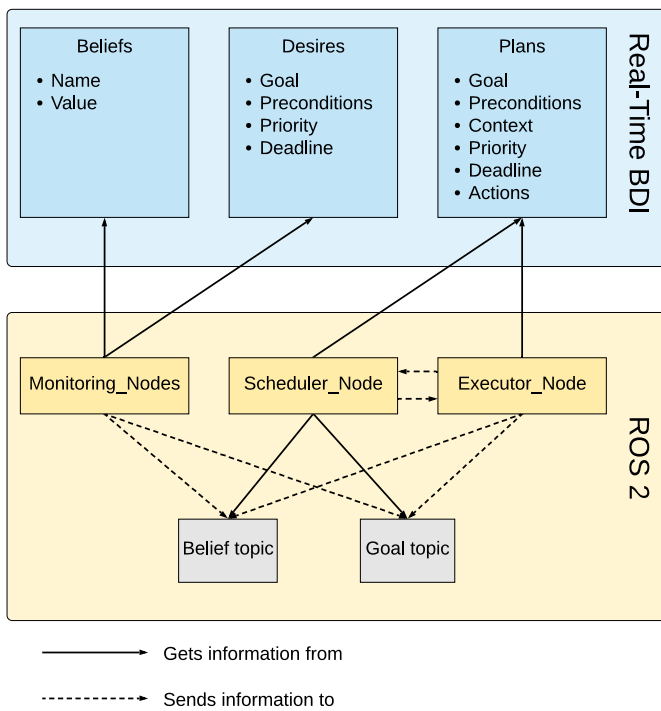 Beliefs
• Name
• Value
Desires
• Goal
• Preconditions
• Priority
• Deadline
Plans
• Goal
• Preconditions
• Context
• Priority
• Deadline
• Actions
Real-Time BDI
Monitoring_Nodes
Scheduler_Node
Executor_Node
ROS 2
Belief topic
Goal topic
Gets information from
Sends information to